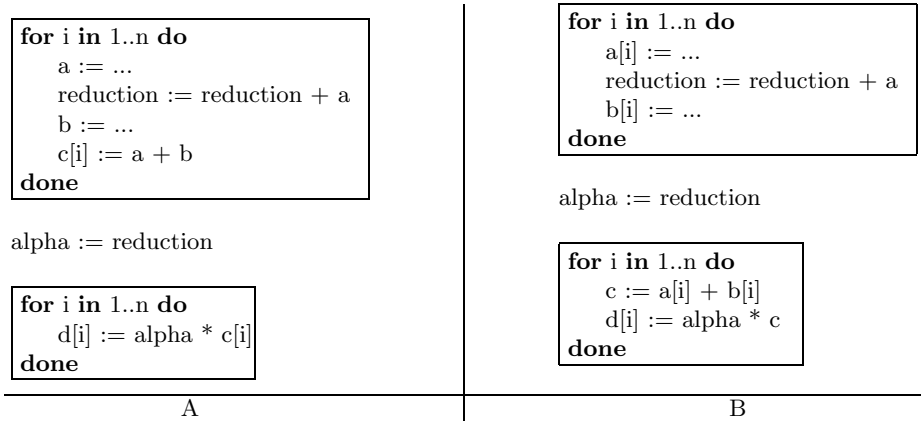 for i in 1..n do
a := ...
reduction := reduction + a
b := ...
c[i] := a + b
done
alpha := reduction
for i in 1..n do
d[i] := alpha * c[i]
done
A
for i in 1..n do
a[i] := ...
reduction := reduction + a
b[i] := ...
done
alpha := reduction
for i in 1..n do
c := a[i] + b[i]
d[i] := alpha * c
done
B